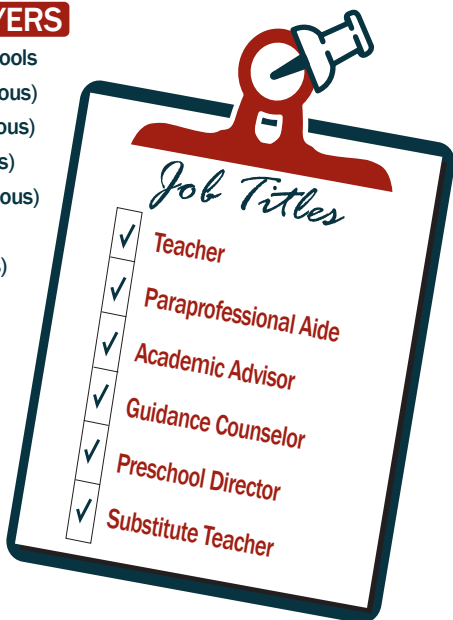 YERS
ools
ous)
ous)
s)
ous)
)
Job Titles
Teacher
Paraprofessional Aide
Academic Advisor
Guidance Counselor
Preschool Director
Substitute Teacher